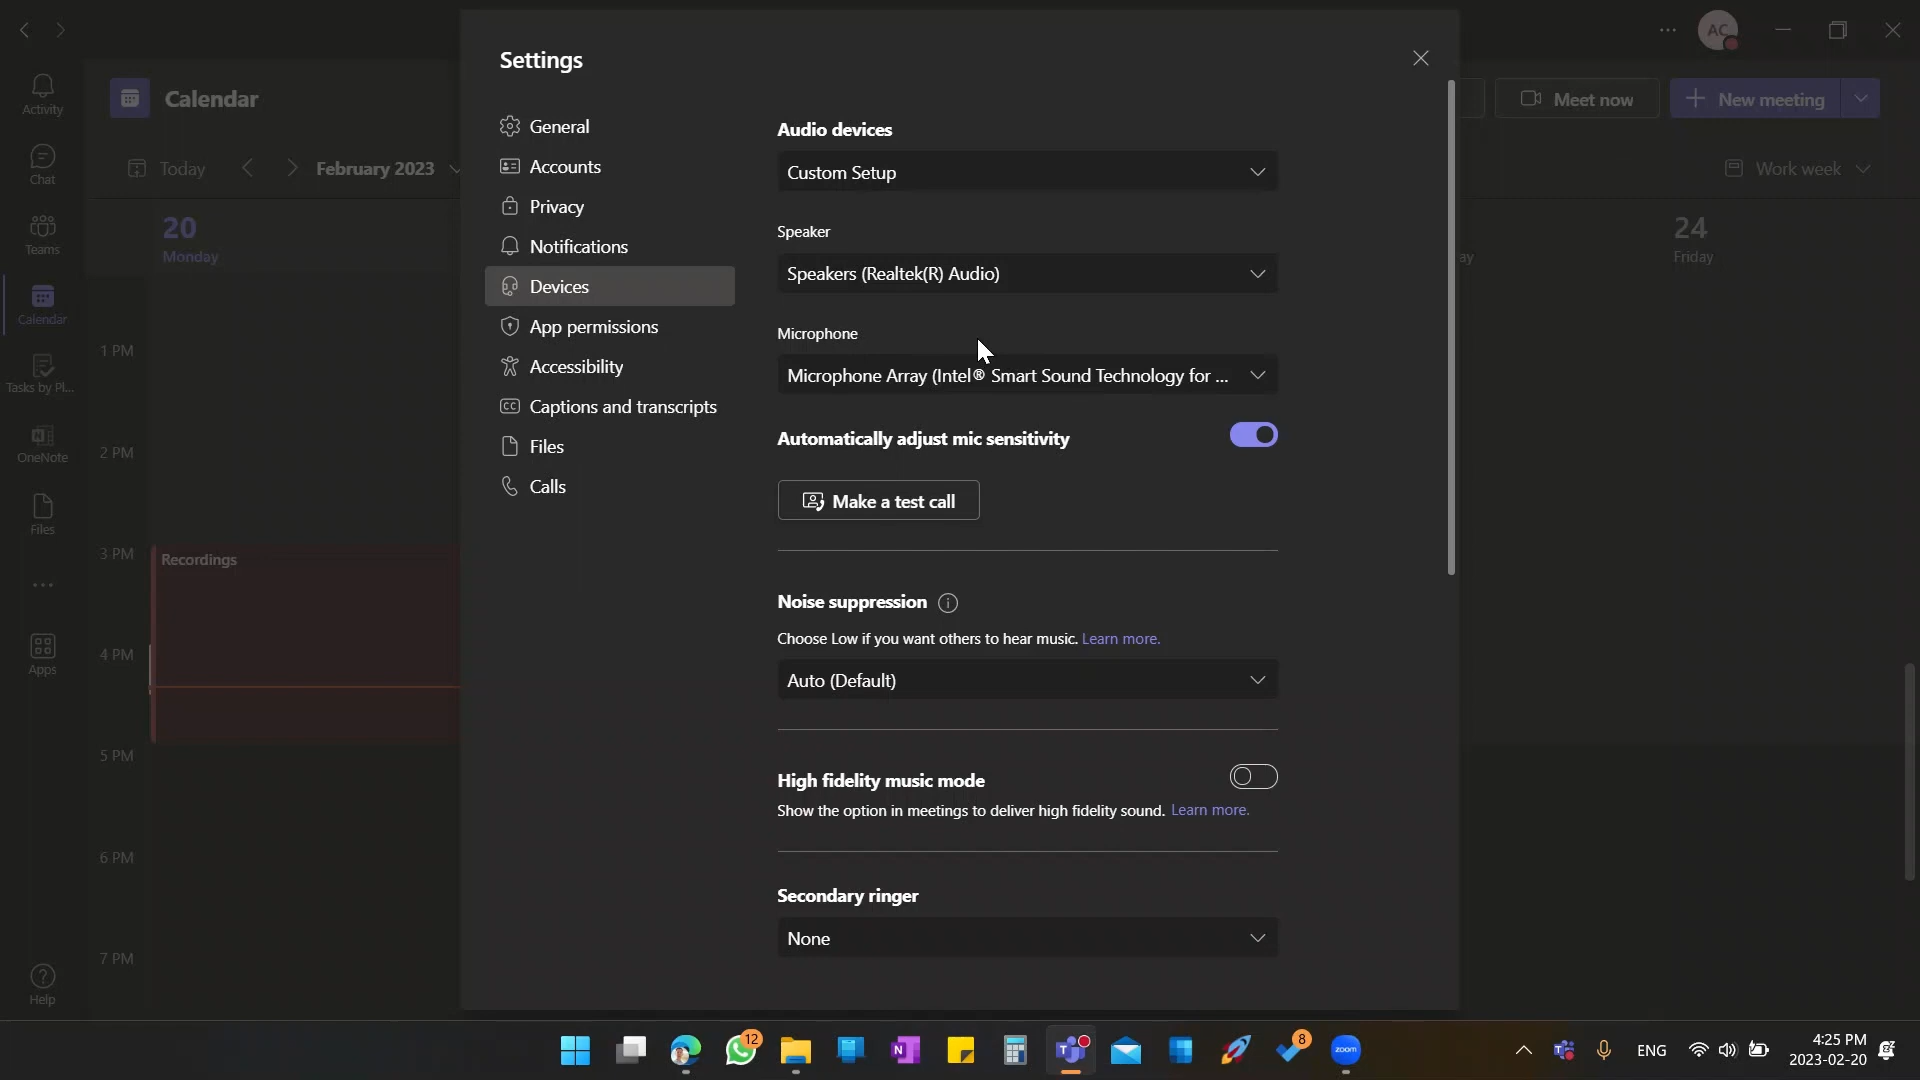 Settings
AC
Activity
Chat
Teams
Calendar
Tasks by Pl...
OneNote
Files
Apps
Help
Calendar
Meet now
New meeting
Today
February 2023
Work week
20
Monday
ay
24
Friday
1 PM
2 PM
3 PM
4 PM
5 PM
6 PM
7 PM
Recordings
General
Accounts
Privacy
Notifications
Devices
App permissions
Accessibility
CC Captions and transcripts
Files
Calls
Audio devices
Custom Setup
Speaker
Speakers (Realtek(R) Audio)
Microphone
Microphone Array (Intel® Smart Sound Technology for ...
Automatically adjust mic sensitivity
Make a test call
Noise suppression
Choose Low if you want others to hear music. Learn more.
Auto (Default)
High fidelity music mode
Show the option in meetings to deliver high fidelity sound. Learn more.
Secondary ringer
None
12
N
T
8
zoom
ENG
4:25 PM
2023-02-20